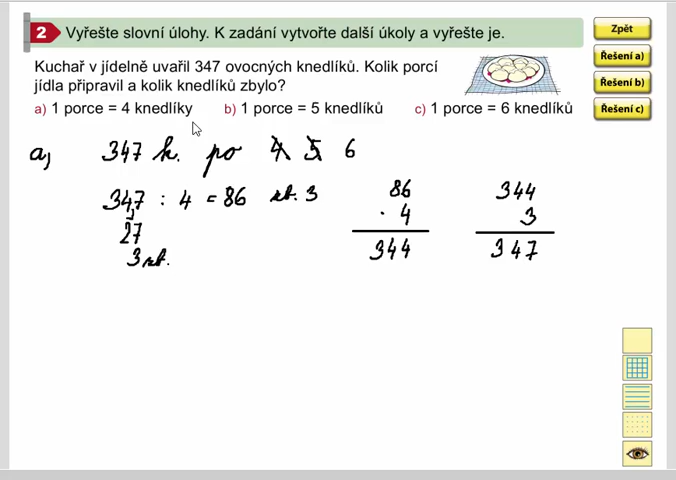 2 Vyřešte slovní úlohy. K zadání vytvořte další úkoly a vyřešte je.
Zpět
Kuchař v jídelně uvařil 347 ovocných knedlíků. Kolik porcí
jídla připravil a kolik knedlíků zbylo?
Řešení a)
Řešení b)
a) 1 porce = 4 knedlíky b) 1 porce = 5 knedlíků c) 1 porce = 6 knedlíků
Řešení c)
a) 347 k. po 4 5 6
347 : 4 = 86 zb. 3
27
3 zb.
86
· 4
344
344
3
347